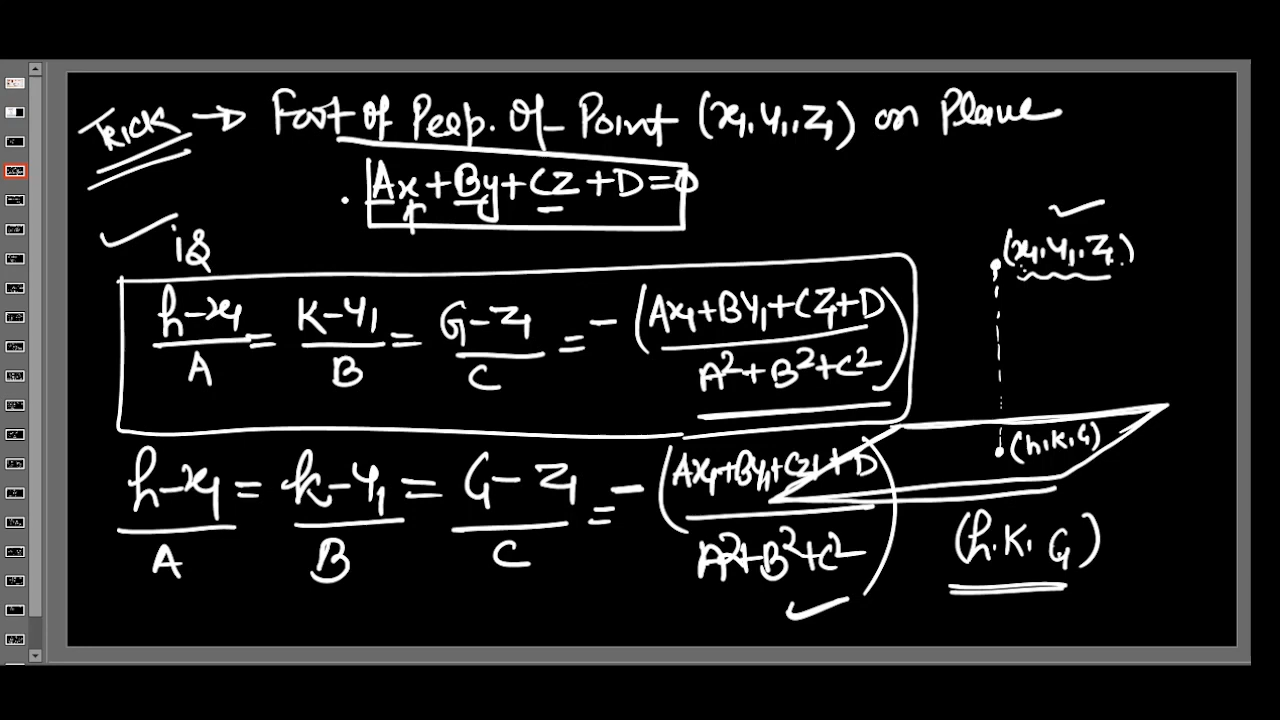 Trick → Foot of Perp. Of Point (x₁, y₁, z₁) on Plane
Ax + By + Cz + D = 0
is
(x₁, y₁, z₁)
h-x₁/A = K-y₁/B = G-z₁/C = -(Ax₁+By₁+Cz₁+D/A²+B²+C²)
(h, K, G)
h-x₁/A = k-y₁/B = G-z₁/C = -(Ax₁+By₁+Cz₁+D/A²+B²+C²)
(h, K, G)